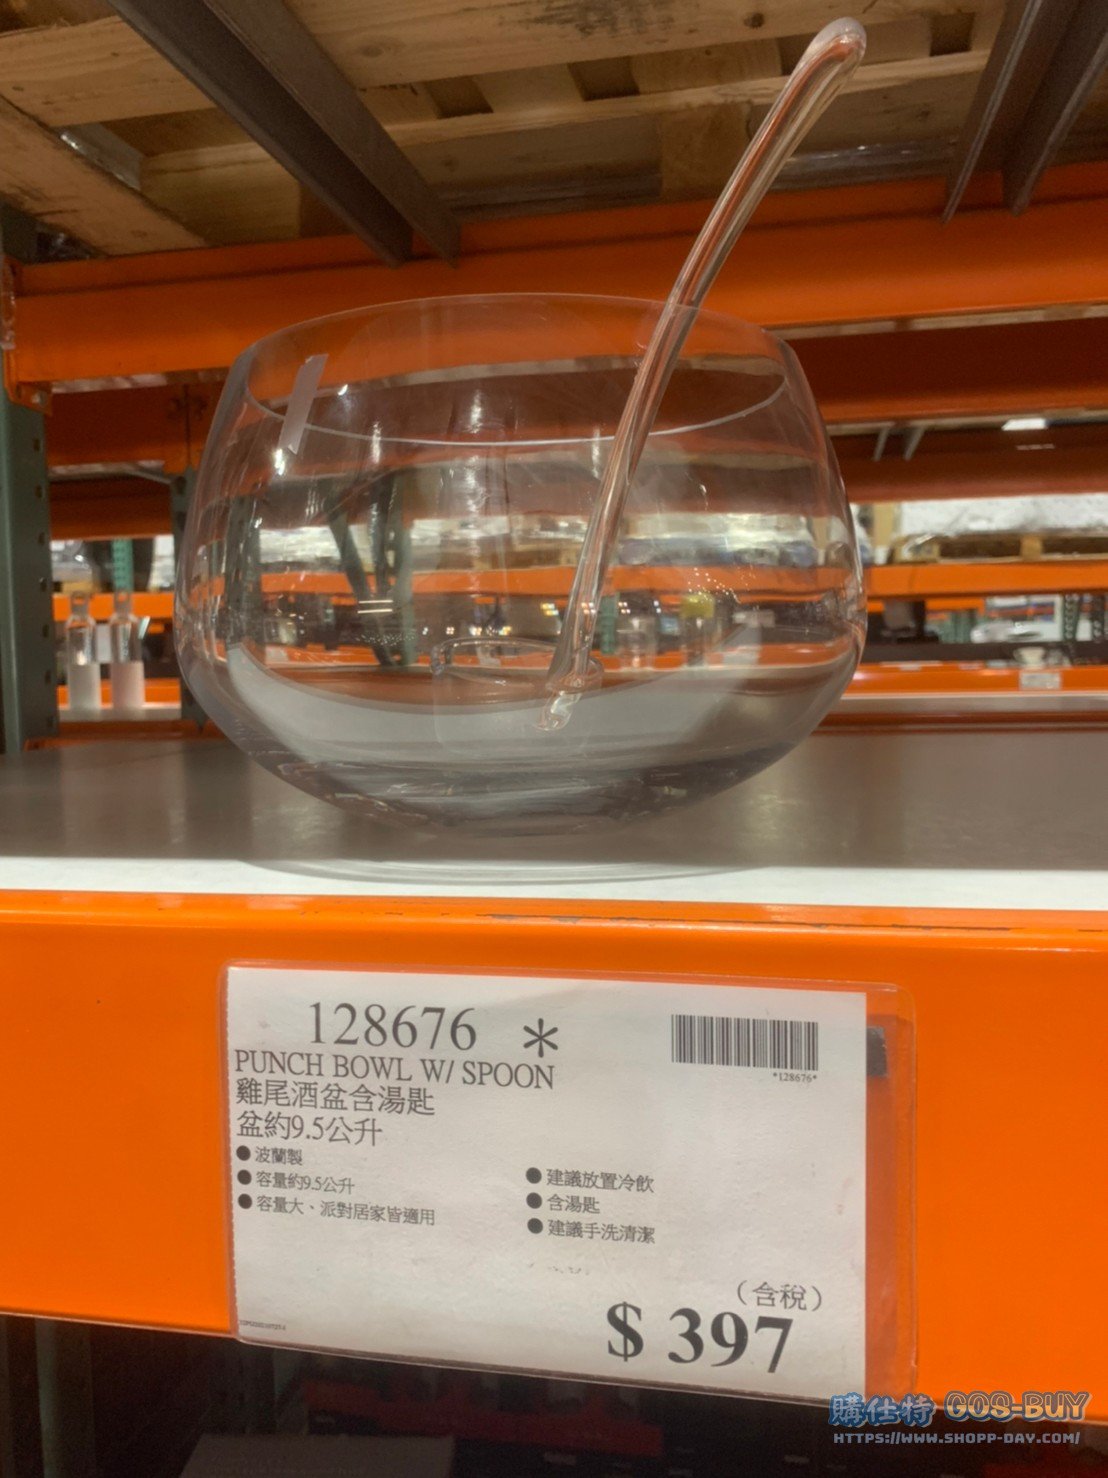 128676 *
*128676*
PUNCH BOWL W/ SPOON
雞尾酒盆含湯匙
盆約9.5公升
● 波蘭製
● 容量約9.5公升
● 容量大、派對居家皆適用
● 建議放置冷飲
● 含湯匙
● 建議手洗清潔
（含稅）
$ 397
購仕特 GOS-BUY
HTTPS://WWW.SHOPP-DAY.COM/